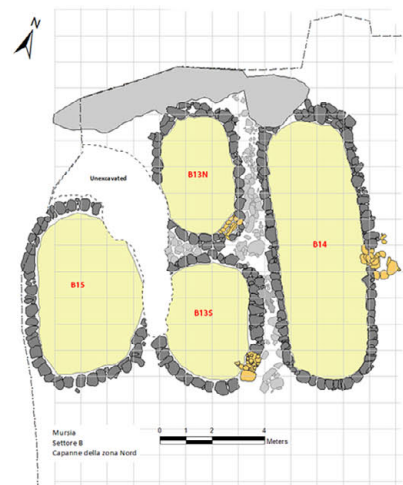 N
B13N
Unexcavated
B14
B15
B13S
Mursia
Settore B
Capanne della zona Nord
0 1 2 4
Meters